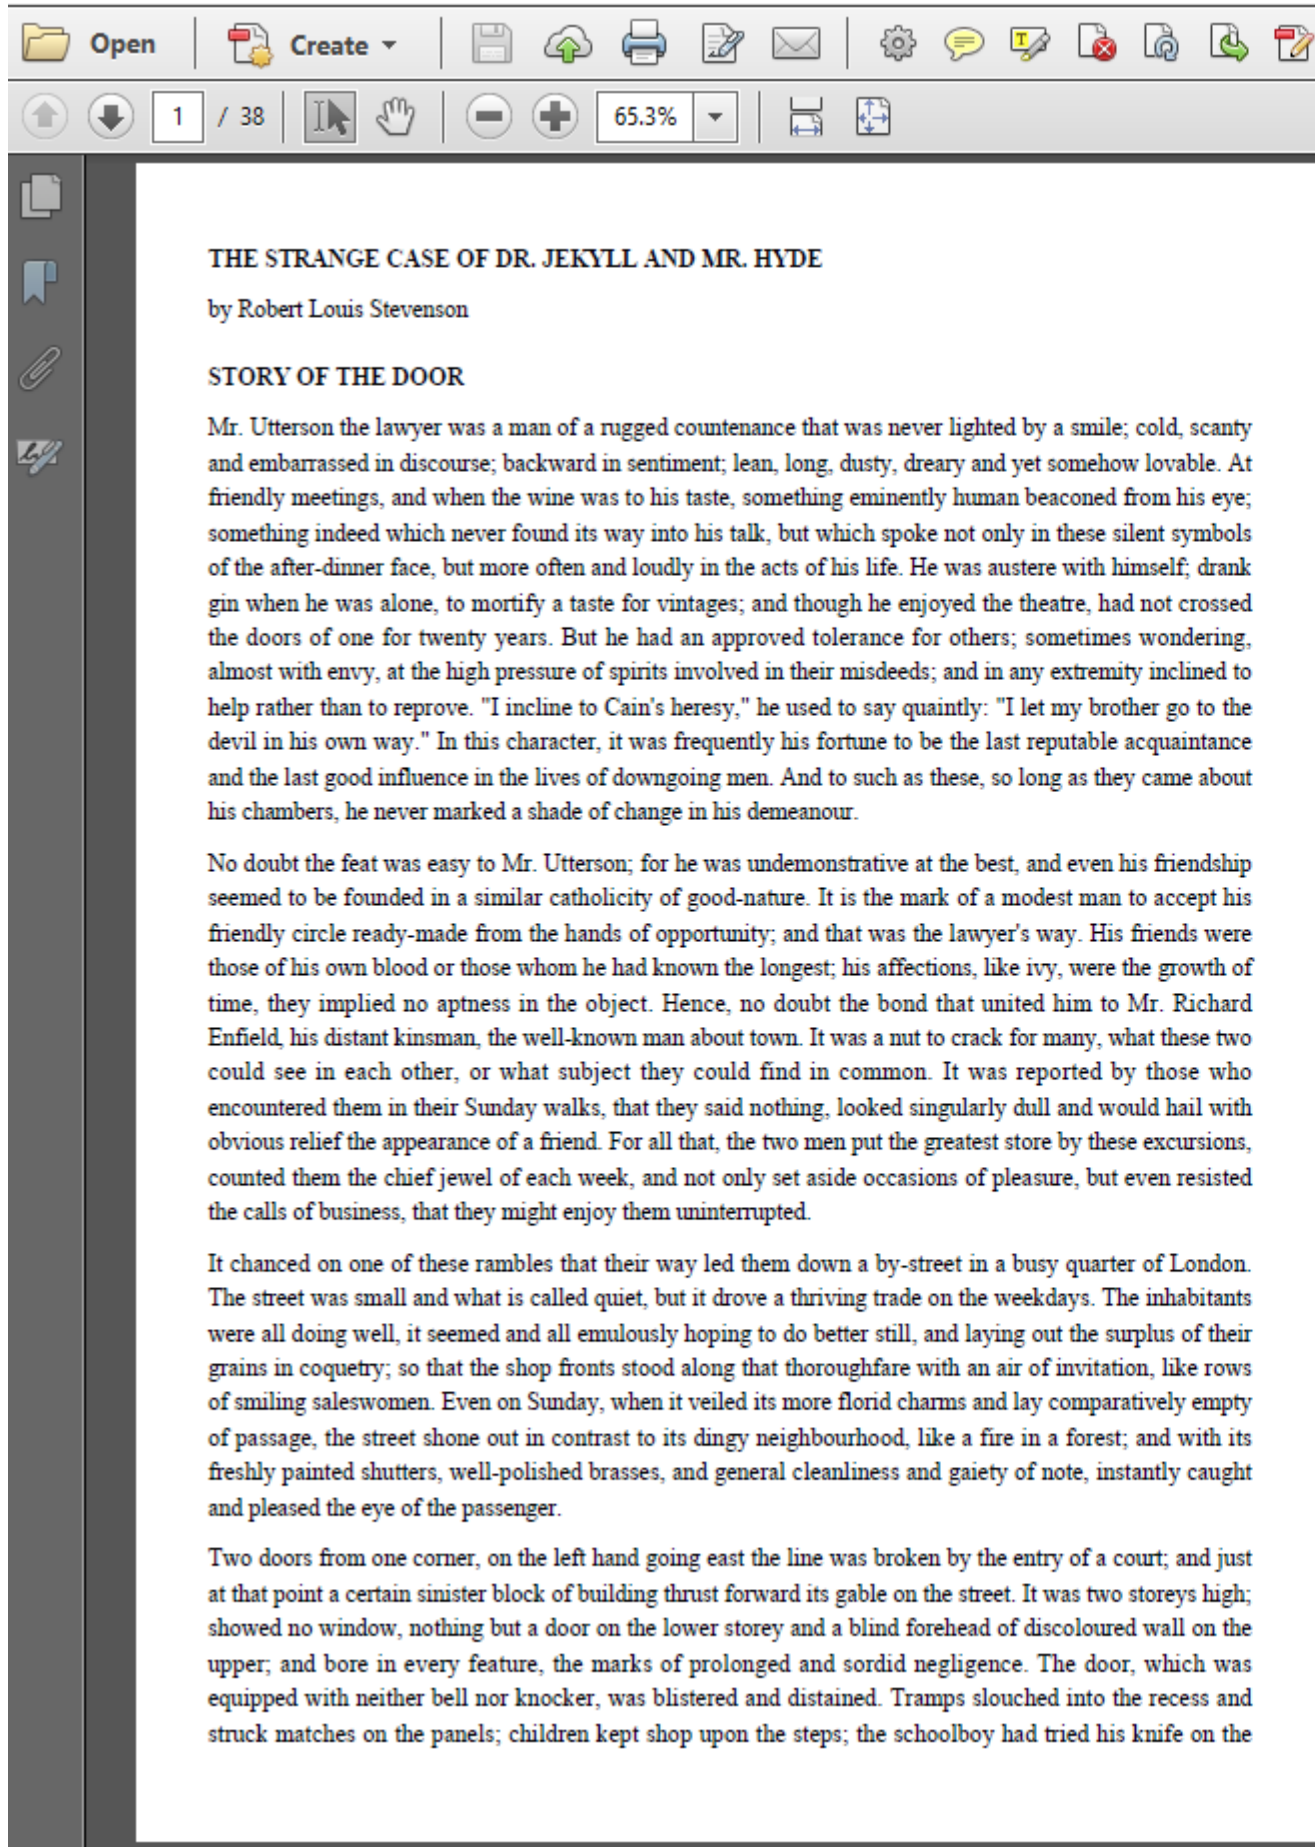 Open
Create
1 / 38
65.3%
THE STRANGE CASE OF DR. JEKYLL AND MR. HYDE
by Robert Louis Stevenson
STORY OF THE DOOR
Mr. Utterson the lawyer was a man of a rugged countenance that was never lighted by a smile; cold, scanty
and embarrassed in discourse; backward in sentiment; lean, long, dusty, dreary and yet somehow lovable. At
friendly meetings, and when the wine was to his taste, something eminently human beaconed from his eye;
something indeed which never found its way into his talk, but which spoke not only in these silent symbols
of the after-dinner face, but more often and loudly in the acts of his life. He was austere with himself; drank
gin when he was alone, to mortify a taste for vintages; and though he enjoyed the theatre, had not crossed
the doors of one for twenty years. But he had an approved tolerance for others; sometimes wondering,
almost with envy, at the high pressure of spirits involved in their misdeeds; and in any extremity inclined to
help rather than to reprove. "I incline to Cain's heresy," he used to say quaintly: "I let my brother go to the
devil in his own way." In this character, it was frequently his fortune to be the last reputable acquaintance
and the last good influence in the lives of downgoing men. And to such as these, so long as they came about
his chambers, he never marked a shade of change in his demeanour.
No doubt the feat was easy to Mr. Utterson; for he was undemonstrative at the best, and even his friendship
seemed to be founded in a similar catholicity of good-nature. It is the mark of a modest man to accept his
friendly circle ready-made from the hands of opportunity; and that was the lawyer's way. His friends were
those of his own blood or those whom he had known the longest; his affections, like ivy, were the growth of
time, they implied no aptness in the object. Hence, no doubt the bond that united him to Mr. Richard
Enfield, his distant kinsman, the well-known man about town. It was a nut to crack for many, what these two
could see in each other, or what subject they could find in common. It was reported by those who
encountered them in their Sunday walks, that they said nothing, looked singularly dull and would hail with
obvious relief the appearance of a friend. For all that, the two men put the greatest store by these excursions,
counted them the chief jewel of each week, and not only set aside occasions of pleasure, but even resisted
the calls of business, that they might enjoy them uninterrupted.
It chanced on one of these rambles that their way led them down a by-street in a busy quarter of London.
The street was small and what is called quiet, but it drove a thriving trade on the weekdays. The inhabitants
were all doing well, it seemed and all emulously hoping to do better still, and laying out the surplus of their
grains in coquetry; so that the shop fronts stood along that thoroughfare with an air of invitation, like rows
of smiling saleswomen. Even on Sunday, when it veiled its more florid charms and lay comparatively empty
of passage, the street shone out in contrast to its dingy neighbourhood, like a fire in a forest; and with its
freshly painted shutters, well-polished brasses, and general cleanliness and gaiety of note, instantly caught
and pleased the eye of the passenger.
Two doors from one corner, on the left hand going east the line was broken by the entry of a court; and just
at that point a certain sinister block of building thrust forward its gable on the street. It was two storeys high;
showed no window, nothing but a door on the lower storey and a blind forehead of discoloured wall on the
upper; and bore in every feature, the marks of prolonged and sordid negligence. The door, which was
equipped with neither bell nor knocker, was blistered and distained. Tramps slouched into the recess and
struck matches on the panels; children kept shop upon the steps; the schoolboy had tried his knife on the